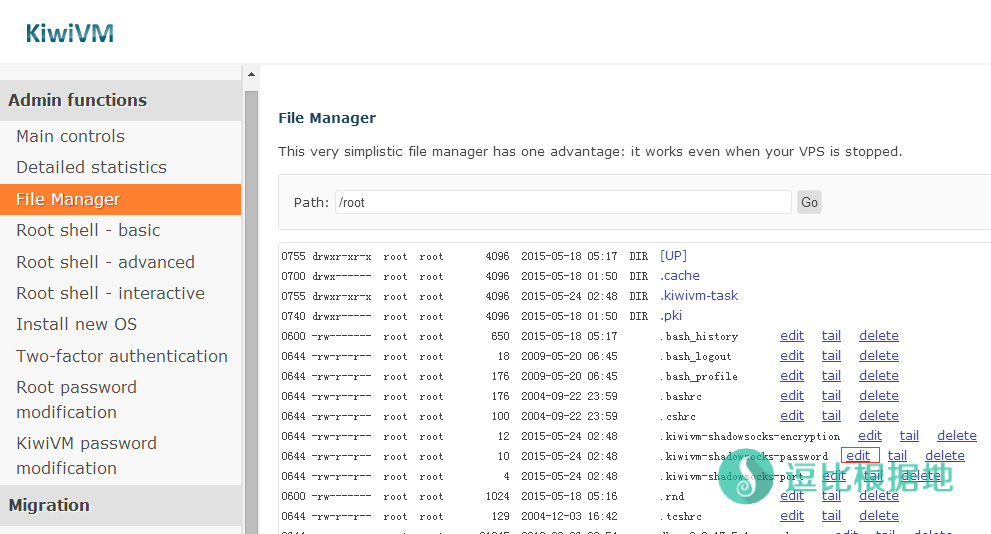 KiwiVM
Admin functions
Main controls
Detailed statistics
File Manager
Root shell - basic
Root shell - advanced
Root shell - interactive
Install new OS
Two-factor authentication
Root password
modification
KiwiVM password
modification
Migration
File Manager
This very simplistic file manager has one advantage: it works even when your VPS is stopped.
Path: /root Go
0755 drwxr-xr-x root root 4096 2015-05-18 05:17 DIR [UP]
0700 drwx------ root root 4096 2015-05-18 01:50 DIR .cache
0755 drwxr-xr-x root root 4096 2015-05-24 02:48 DIR .kiwivm-task
0740 drwxr----- root root 4096 2015-05-18 01:50 DIR .pki
0600 -rw------- root root 650 2015-05-18 05:17 .bash_history edit tail delete
0644 -rw-r--r-- root root 18 2009-05-20 06:45 .bash_logout edit tail delete
0644 -rw-r--r-- root root 176 2009-05-20 06:45 .bash_profile edit tail delete
0644 -rw-r--r-- root root 176 2004-09-22 23:59 .bashrc edit tail delete
0644 -rw-r--r-- root root 100 2004-09-22 23:59 .cshrc edit tail delete
0644 -rw-r--r-- root root 12 2015-05-24 02:48 .kiwivm-shadowsocks-encryption edit tail delete
0644 -rw-r--r-- root root 10 2015-05-24 02:48 .kiwivm-shadowsocks-password edit tail delete
0644 -rw-r--r-- root root 4 2015-05-24 02:48 .kiwivm-shadowsocks-port edit tail delete
0600 -rw------- root root 1024 2015-05-18 05:16 .rnd edit tail delete
0644 -rw-r--r-- root root 129 2004-12-03 16:42 .tcshrc edit tail delete
逗比根据地